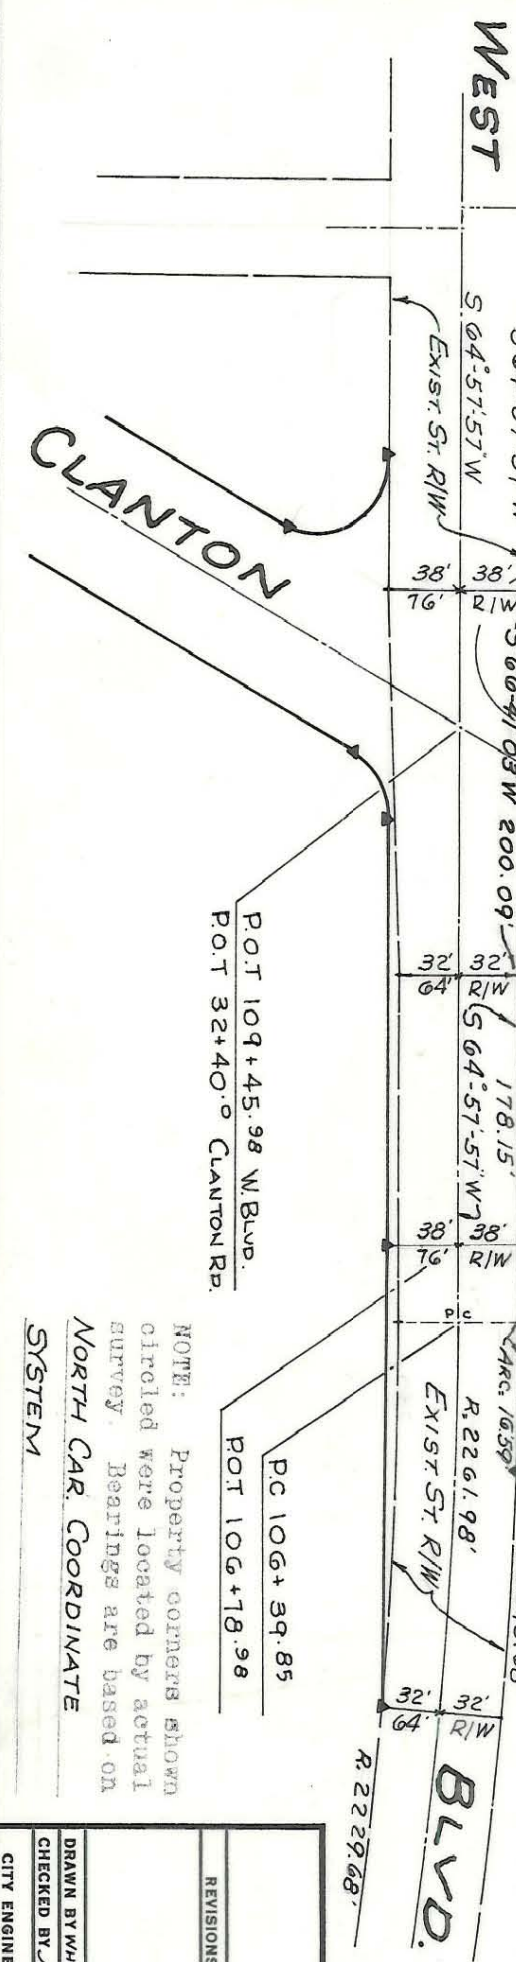 WEST
S 64°-57'-57" W
EXIST. ST. R/W
CLANTON
38' 38'
76' R/W
S 66-41 03 W 200.09'
32' 32'
64' R/W
178.15'
(S 64°-57'-57" W)
P.O.T 109+45.98 W. BLVD.
P.O.T 32+40.0 CLANTON RD.
38' 38'
76' R/W
P C
ARC. 16.59'
R. 2261.98'
EXIST. ST. R/W
P.C 106+39.85
P.O.T 106+78.98
NOTE: Property corners shown
circled were located by actual
survey. Bearings are based on
NORTH CAR. COORDINATE
SYSTEM
32' 32'
64' R/W
BLVD.
R. 2229.68'
REVISIONS
DRAWN BY WH
CHECKED BY
CITY ENGINE